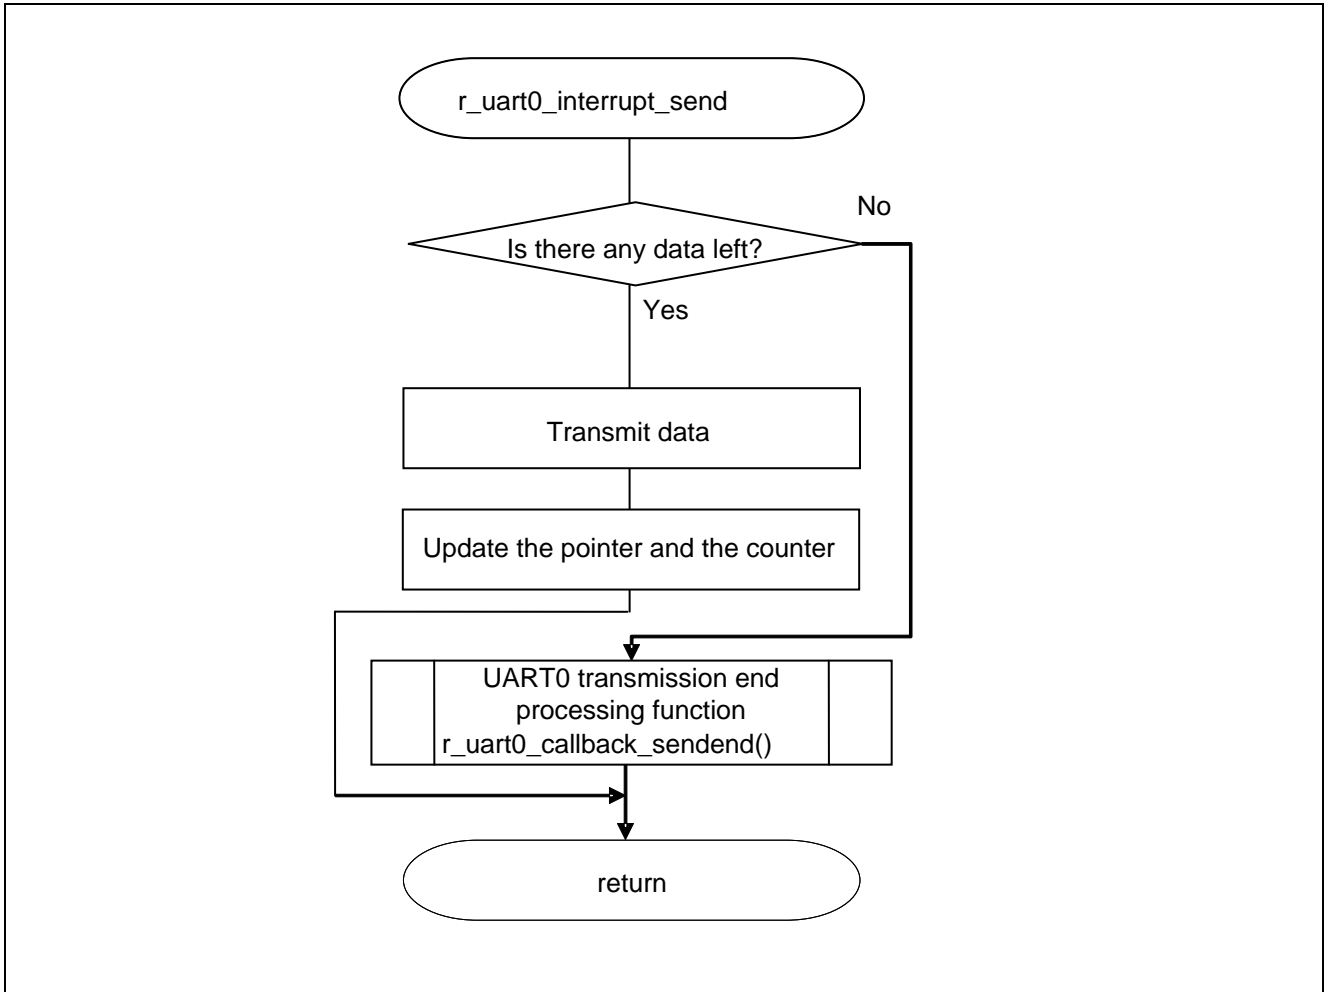 r_uart0_interrupt_send
No
Is there any data left?
Yes
Transmit data
Update the pointer and the counter
UART0 transmission end
processing function
r_uart0_callback_sendend()
return